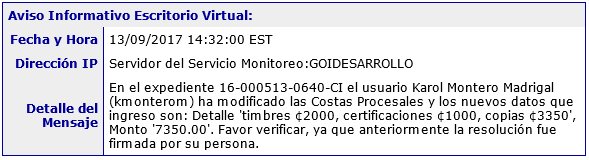 Aviso Informativo Escritorio Virtual:
Fecha y Hora 13/09/2017 14:32:00 EST
Dirección IP Servidor del Servicio Monitoreo:GOIDESARROLLO
Detalle del Mensaje
En el expediente 16-000513-0640-CI el usuario Karol Montero Madrigal
(kmonterom) ha modificado las Costas Procesales y los nuevos datos que
ingreso son: Detalle 'timbres ¢2000, certificaciones ¢1000, copias ¢3350',
Monto '7350.00'. Favor verificar, ya que anteriormente la resolución fue
firmada por su persona.